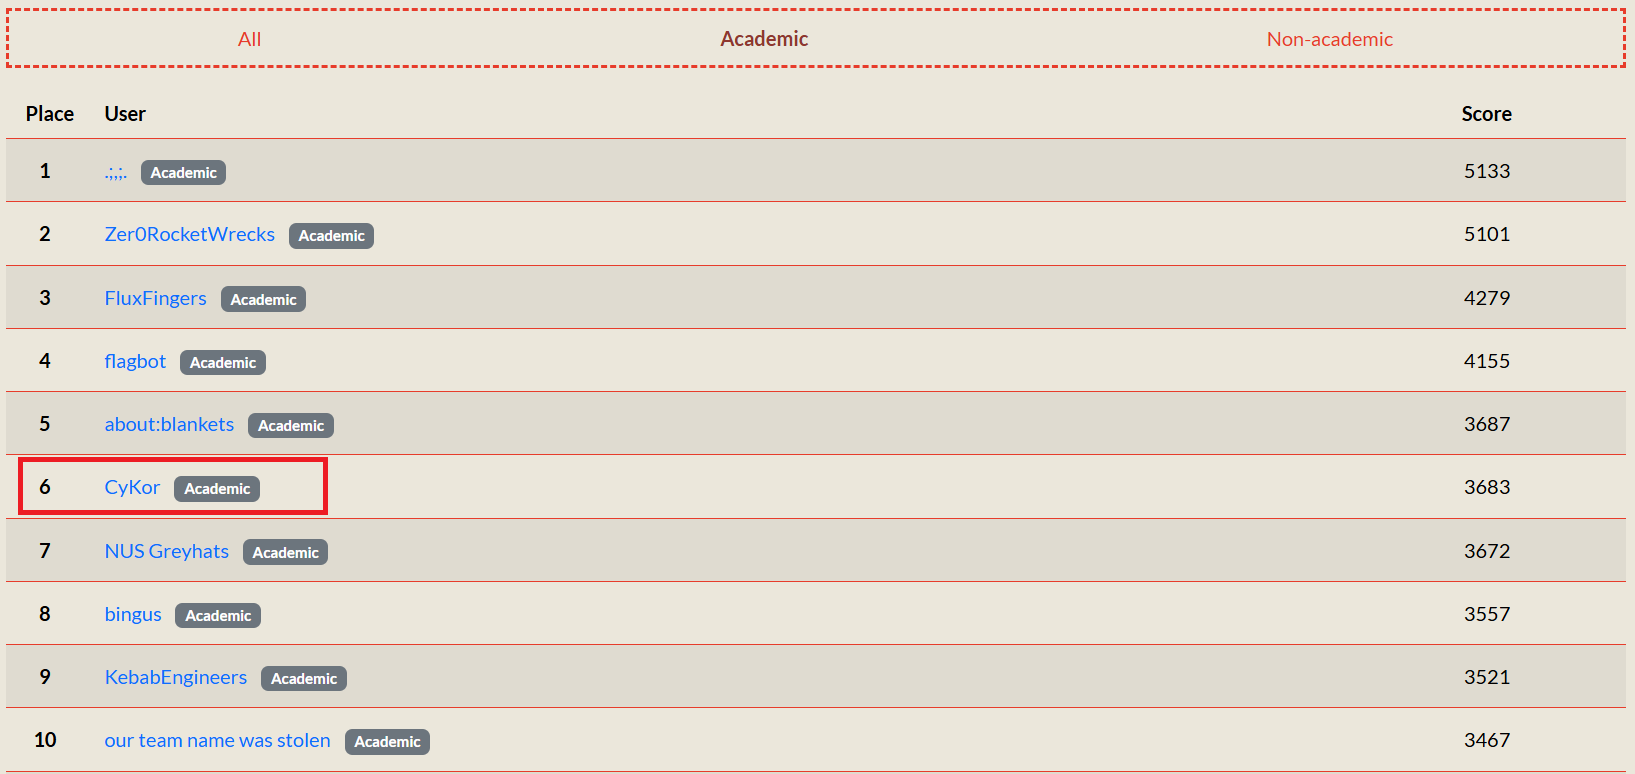 All Academic Non-academic
Place User Score
1 .;,;. Academic 5133
2 Zer0RocketWrecks Academic 5101
3 FluxFingers Academic 4279
4 flagbot Academic 4155
5 about:blankets Academic 3687
6 CyKor Academic 3683
7 NUS Greyhats Academic 3672
8 bingus Academic 3557
9 KebabEngineers Academic 3521
10 our team name was stolen Academic 3467